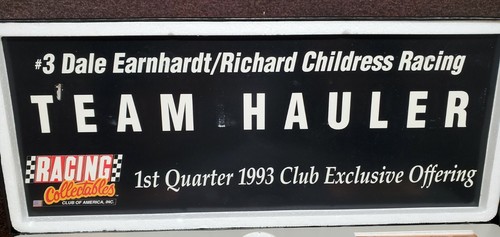 #3 Dale Earnhardt/Richard Childress Racing
TEAM HAULER
RACING
Collectables
CLUB OF AMERICA, INC.
1st Quarter 1993 Club Exclusive Offering